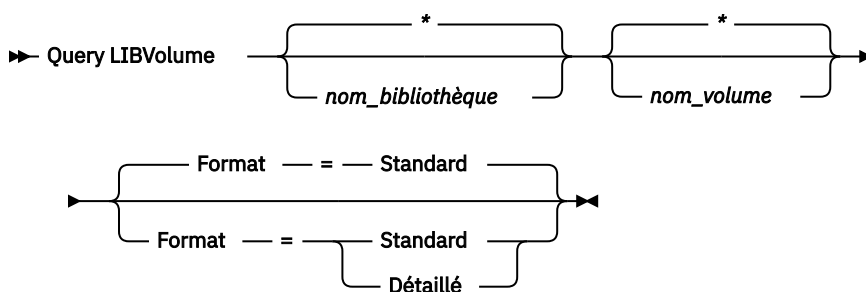 * *
Query LIBVolume
nom_bibliothèque nom_volume
Format = Standard
Format = Standard
Détaillé